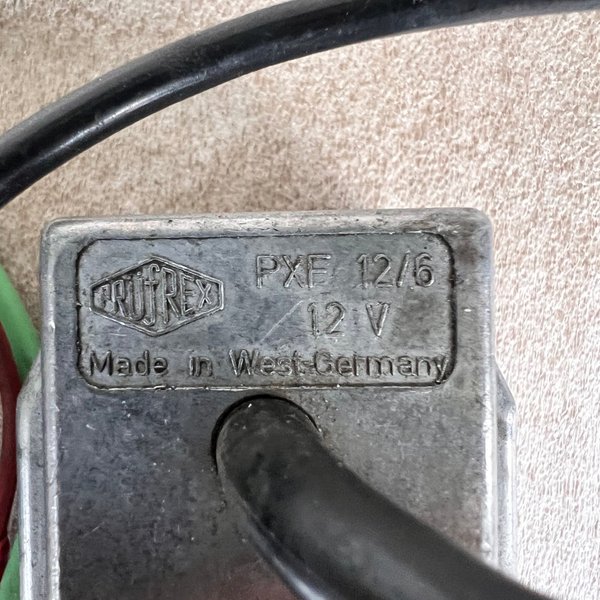 PRÜFREX
PXF 12/6
12 V
Made in West-Germany